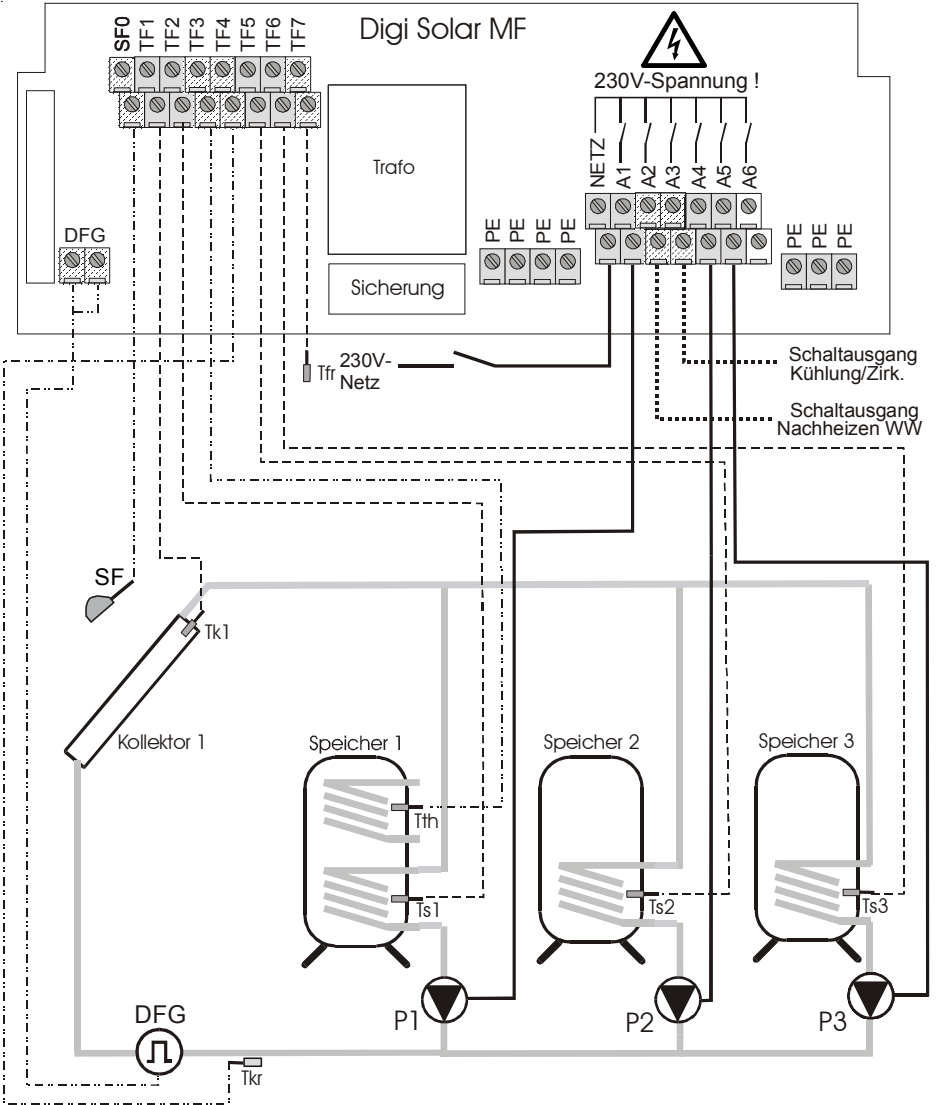 Digi Solar MF
SF0
TF1
TF2
TF3
TF4
TF5
TF6
TF7
230V-Spannung !
NETZ
A1
A2
A3
A4
A5
A6
Trafo
Sicherung
DFG
PE
PE
PE
PE
PE
PE
PE
Tfr
230V-
Netz
Schaltausgang
Kühlung/Zirk.
Schaltausgang
Nachheizen WW
SF
Tk1
Kollektor 1
Speicher 1
Speicher 2
Speicher 3
Tth
Ts1
Ts2
Ts3
DFG
P1
P2
P3
Tkr